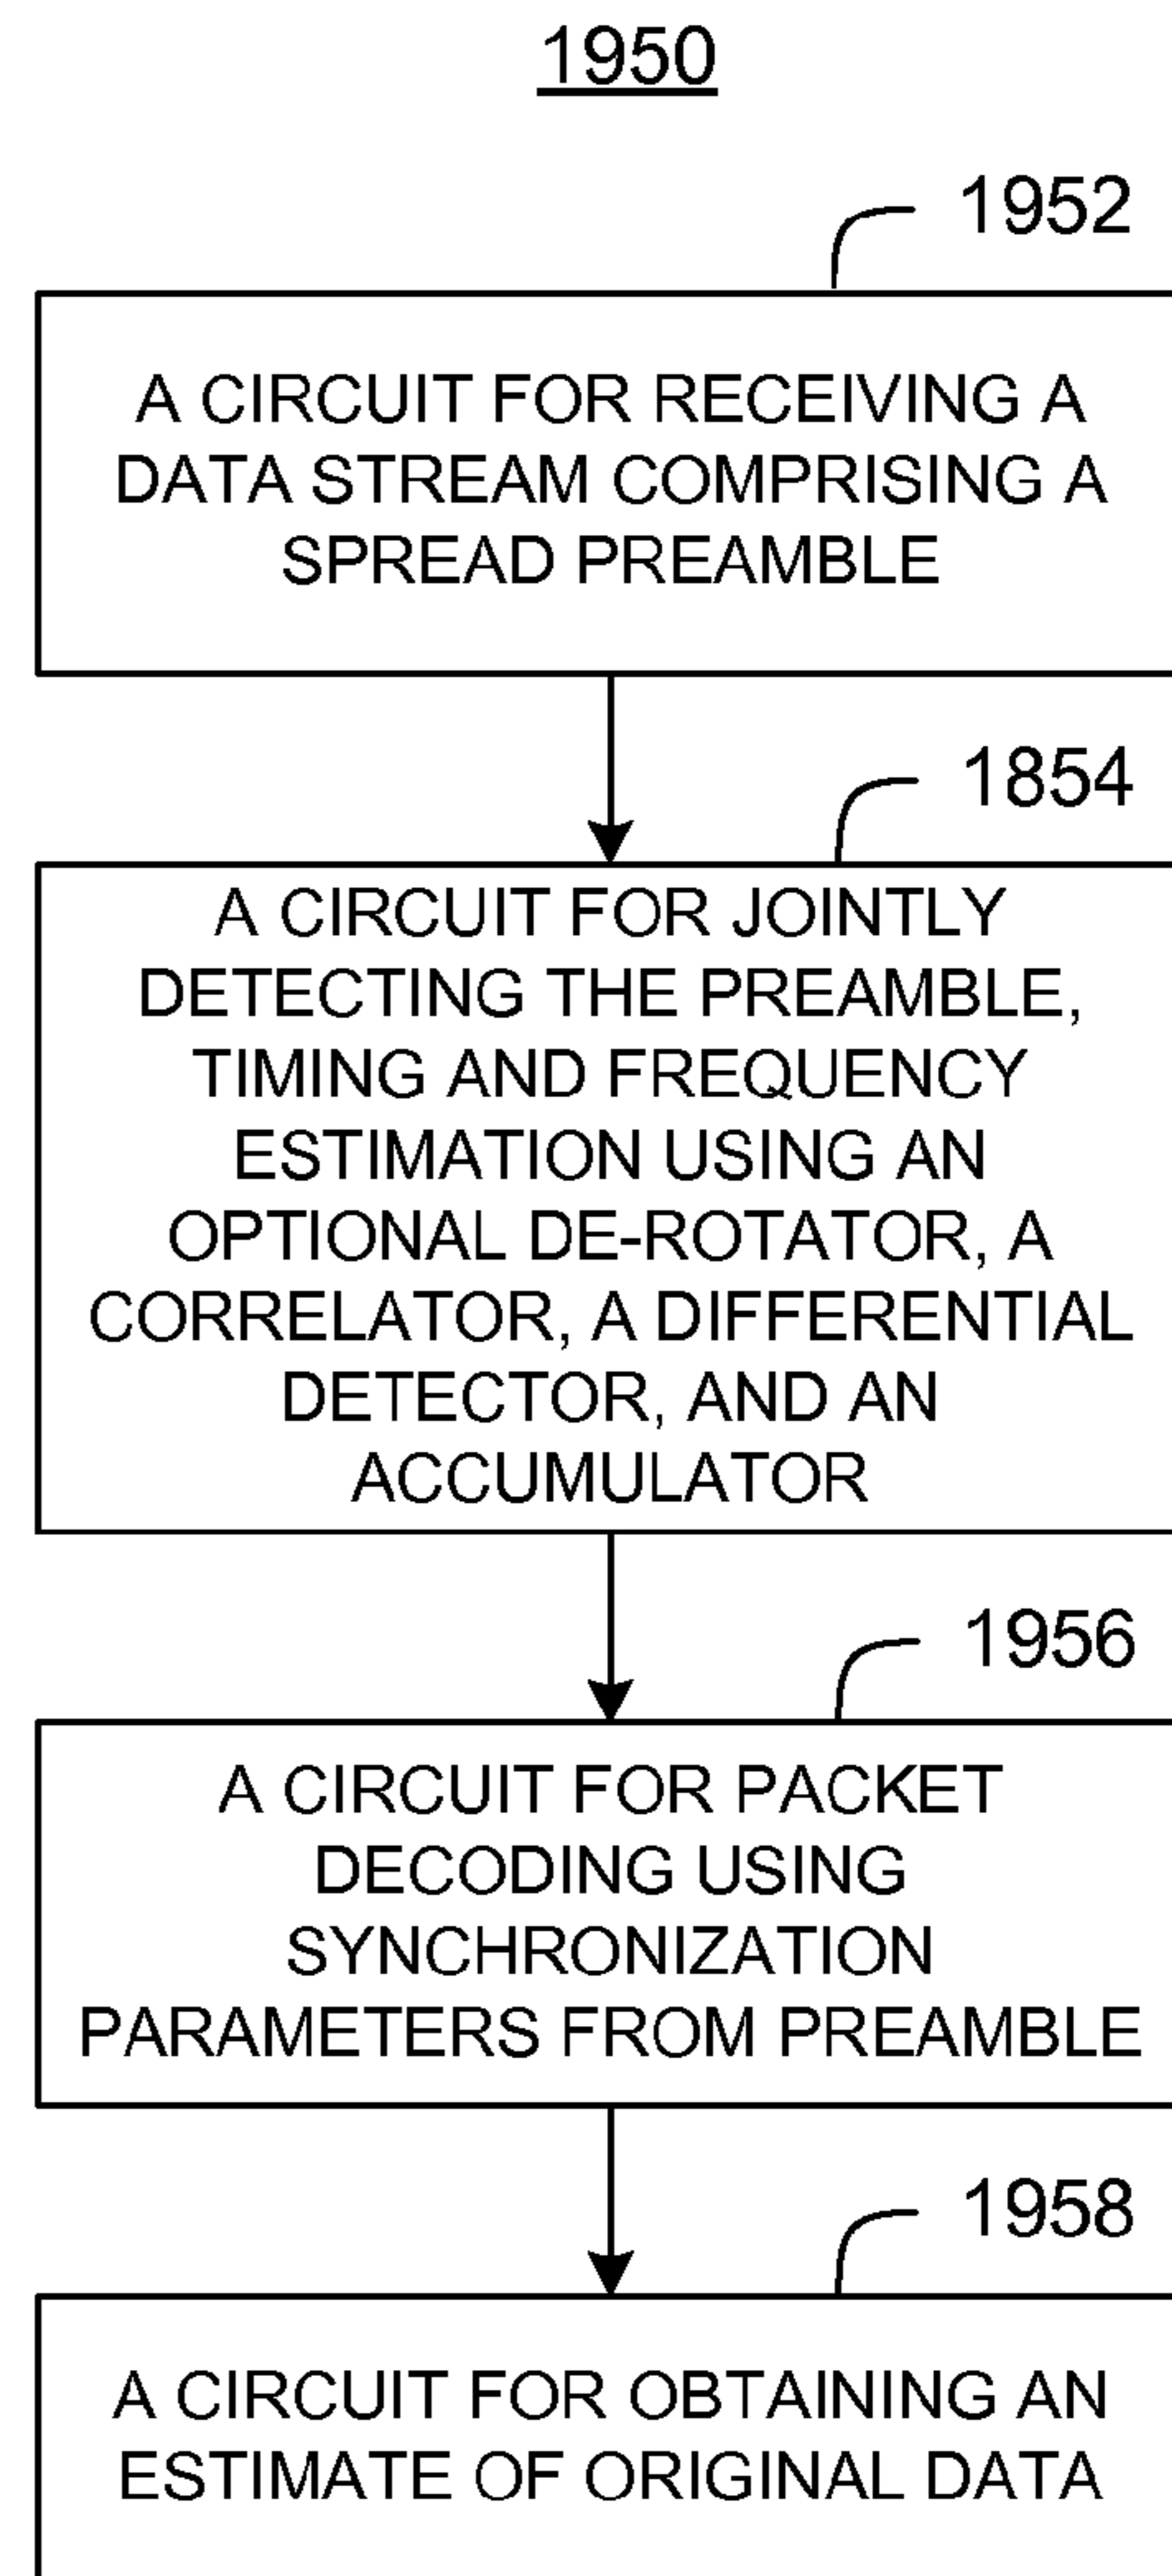 1950
1952
A CIRCUIT FOR RECEIVING A
DATA STREAM COMPRISING A
SPREAD PREAMBLE
1854
A CIRCUIT FOR JOINTLY
DETECTING THE PREAMBLE,
TIMING AND FREQUENCY
ESTIMATION USING AN
OPTIONAL DE-ROTATOR, A
CORRELATOR, A DIFFERENTIAL
DETECTOR, AND AN
ACCUMULATOR
1956
A CIRCUIT FOR PACKET
DECODING USING
SYNCHRONIZATION
PARAMETERS FROM PREAMBLE
1958
A CIRCUIT FOR OBTAINING AN
ESTIMATE OF ORIGINAL DATA